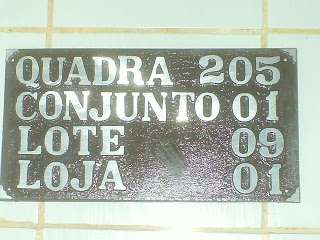 QUADRA 205
CONJUNTO 01
LOTE 09
LOJA 01